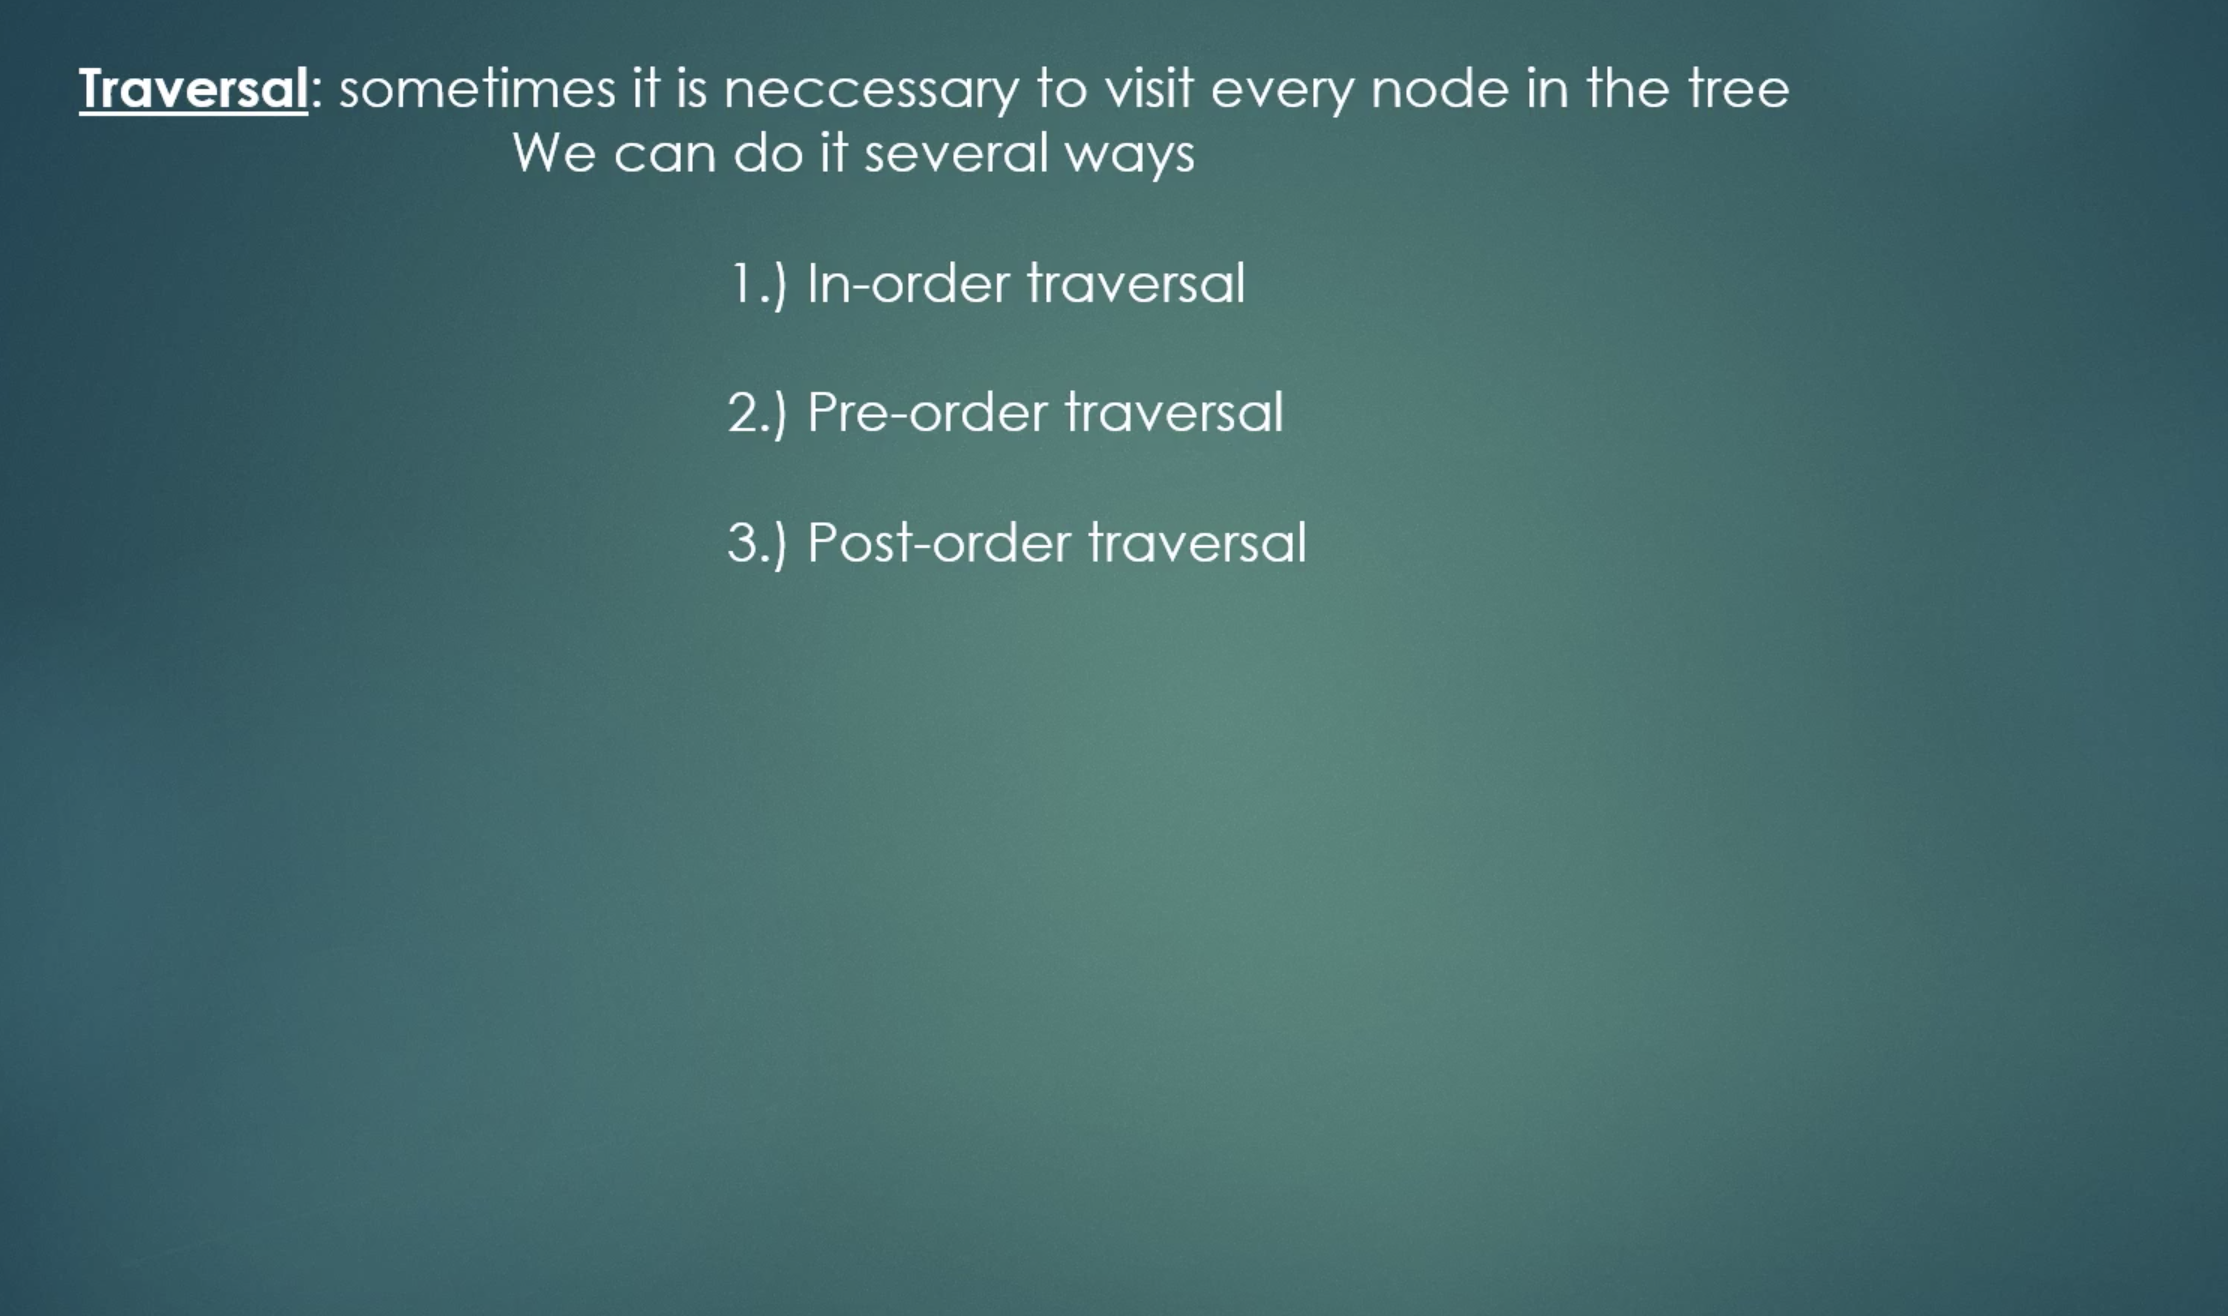 Traversal: sometimes it is neccessary to visit every node in the tree
We can do it several ways
1.) In-order traversal
2.) Pre-order traversal
3.) Post-order traversal